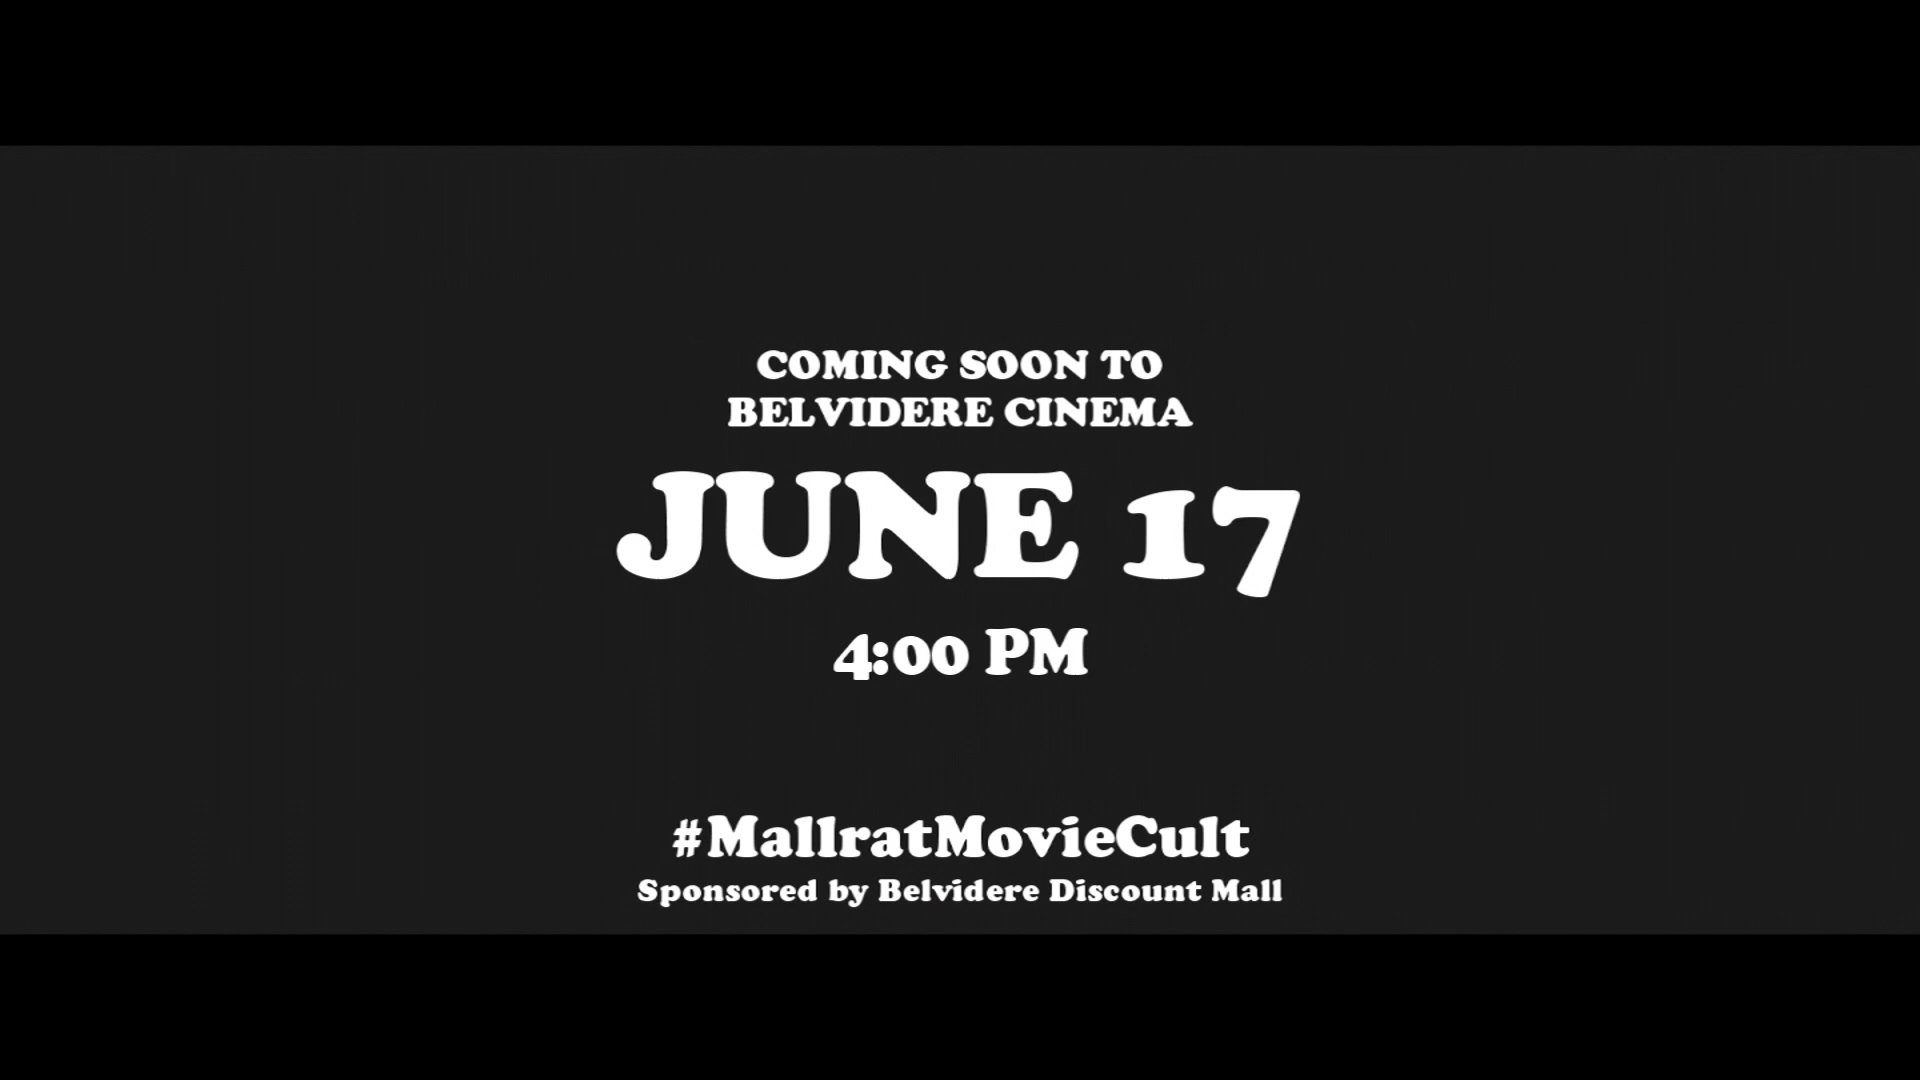 COMING SOON TO
BELVIDERE CINEMA
JUNE 17
4:00 PM
#MallratMovieCult
Sponsored by Belvidere Discount Mall